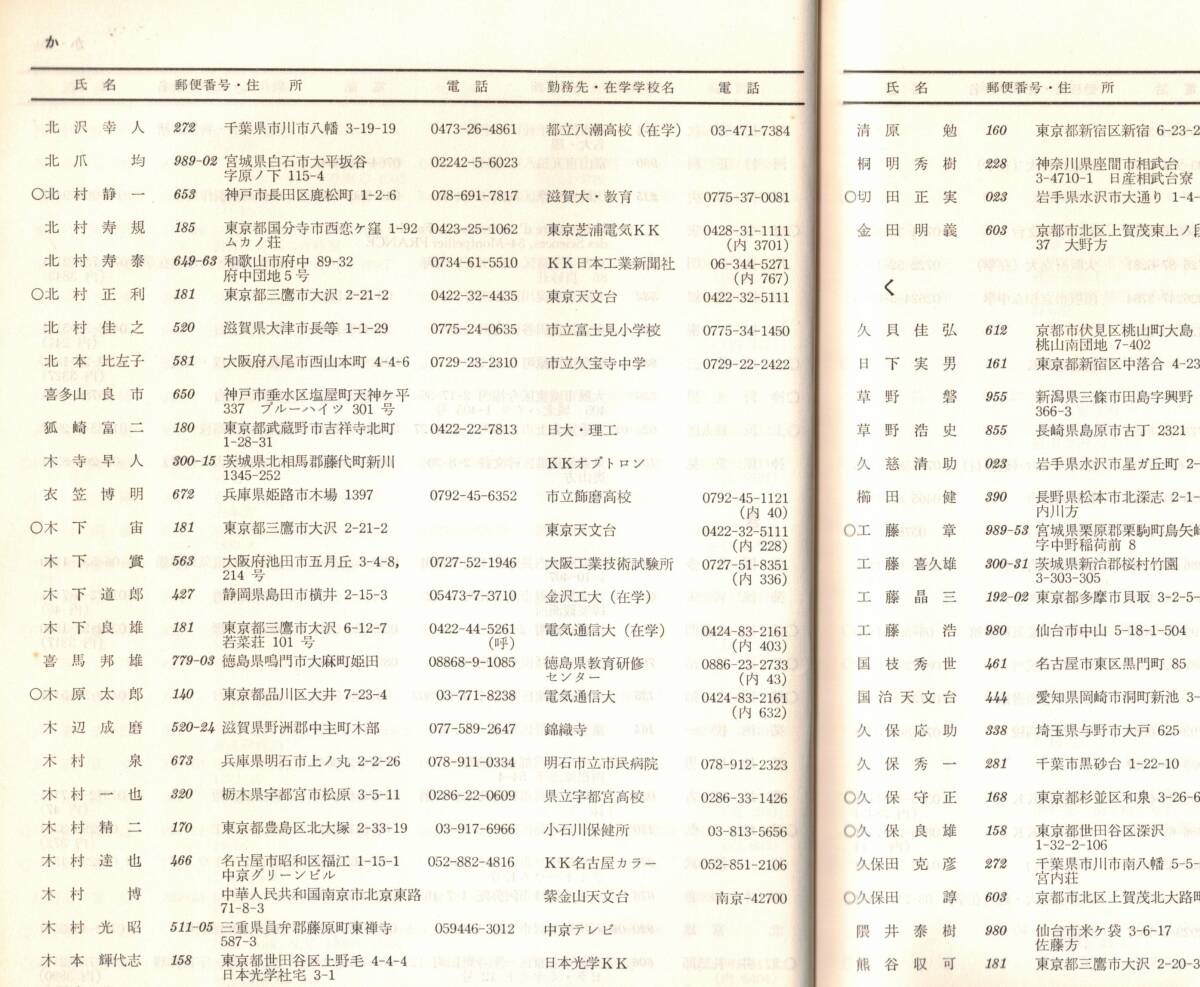 か
氏 名 郵便番号・住 所 電 話 勤務先・在学学校名 電 話
北 沢 幸 人 272 千葉県市川市八幡 3-19-19 0473-26-4861 都立八潮高校(在学) 03-471-7384
北 爪 均 989-02 宮城県白石市大平坂谷 02242-5-6023
字原ノ下 115-4
○北 村 静 一 653 神戸市長田区鹿松町 1-2-6 078-691-7817 滋賀大・教育 0775-37-0081
北 村 寿 規 185 東京都国分寺市西恋ケ窪 1-92 0423-25-1062 東京芝浦電気KK 0428-31-1111
ムカノ荘 (内 3701)
北 村 寿 泰 649-63 和歌山市府中 89-32 0734-61-5510 KK日本工業新聞社 06-344-5271
府中団地5号 (内 767)
○北 村 正 利 181 東京都三鷹市大沢 2-21-2 0422-32-4435 東京天文台 0422-32-5111
北 村 佳 之 520 滋賀県大津市長等 1-1-29 0775-24-0635 市立富士見小学校 0775-34-1450
北 本 比左子 581 大阪府八尾市西山本町 4-4-6 0729-23-2310 市立久宝寺中学 0729-22-2422
喜多山 良 市 650 神戸市垂水区塩屋町天神ヶ平
337 ブルーハイツ 301 号
狐 崎 富 二 180 東京都武蔵野市吉祥寺北町 0422-22-7813 日大・理工
1-28-31
木 寺 早 人 300-15 茨城県北相馬郡藤代町新川 KKオプトロン
1345-252
衣 笠 博 明 672 兵庫県姫路市木場 1397 0792-45-6352 市立飾磨高校 0792-45-1121
(内 40)
○木 下 宙 181 東京都三鷹市大沢 2-21-2 東京天文台 0422-32-5111
(内 228)
木 下 實 563 大阪府池田市五月丘 3-4-8, 0727-52-1946 大阪工業技術試験所 0727-51-8351
214 号 (内 336)
木 下 道 郎 427 静岡県島田市横井 2-15-3 05473-7-3710 金沢工大(在学)
木 下 良 雄 181 東京都三鷹市大沢 6-12-7 0422-44-5261 電気通信大(在学) 0424-83-2161
若菜荘 101 号 (呼) (内 403)
喜 馬 邦 雄 779-03 徳島県鳴門市大麻町姫田 08868-9-1085 徳島県教育研修 0886-23-2733
センター (内 43)
○木 原 太 郎 140 東京都品川区大井 7-23-4 03-771-8238 電気通信大 0424-83-2161
(内 632)
木 辺 成 麿 520-24 滋賀県野洲郡中主町木部 077-589-2647 錦織寺
木 村 泉 673 兵庫県明石市上ノ丸 2-2-26 078-911-0334 明石市立市民病院 078-912-2323
木 村 一 也 320 栃木県宇都宮市松原 3-5-11 0286-22-0609 県立宇都宮高校 0286-33-1426
木 村 精 二 170 東京都豊島区北大塚 2-33-19 03-917-6966 小石川保健所 03-813-5656
木 村 達 也 466 名古屋市昭和区福江 1-15-1 052-882-4816 KK名古屋カラー 052-851-2106
中京グリーンビル
木 村 博 中華人民共和国南京市北京東路 紫金山天文台 南京-42700
71-8-3
木 村 光 昭 511-05 三重県員弁郡藤原町東禅寺 059446-3012 中京テレビ
587-3
木 本 輝代志 158 東京都世田谷区上野毛 4-4-4 日本光学KK
日本光学社宅 3-1
氏 名 郵便番号・住 所
清 原 勉 160 東京都新宿区新宿 6-23-2
桐 明 秀 樹 228 神奈川県座間市相武台
3-4710-1 日産相武台寮
○切 田 正 実 023 岩手県水沢市大通り 1-4-
金 田 明 義 603 京都市北区上賀茂東上ノ段
37 大野方
く
久 貝 佳 弘 612 京都市伏見区桃山町大島
桃山南団地 7-402
日 下 実 男 161 東京都新宿区中落合 4-23
草 野 磐 955 新潟県三條市田島字興野
366-3
草 野 浩 史 855 長崎県島原市古丁 2321
久 慈 清 助 023 岩手県水沢市星ガ丘町 2-
櫛 田 健 390 長野県松本市北深志 2-1-
内川方
○工 藤 章 989-53 宮城県栗原郡栗駒町鳥矢崎
字中野稲荷前 8
工 藤 喜久雄 300-31 茨城県新治郡桜村竹園
3-303-305
工 藤 晶 三 192-02 東京都多摩市貝取 3-2-5-
工 藤 浩 980 仙台市中山 5-18-1-504
国 枝 秀 世 461 名古屋市東区黒門町 85
国 治 天 文 台 444 愛知県岡崎市洞町新池 3-
久 保 応 助 338 埼玉県与野市大戸 625
久 保 秀 一 281 千葉市黒砂台 1-22-10
○久 保 守 正 168 東京都杉並区和泉 3-26-6
○久 保 良 雄 158 東京都世田谷区深沢
1-32-2-106
久保田 克 彦 272 千葉県市川市南八幡 5-5-
宮内荘
○久保田 諄 603 京都市北区上賀茂北大路町
隈 井 泰 樹 980 仙台市米ケ袋 3-6-17
佐藤方
熊 谷 収 可 181 東京都三鷹市大沢 2-20-3